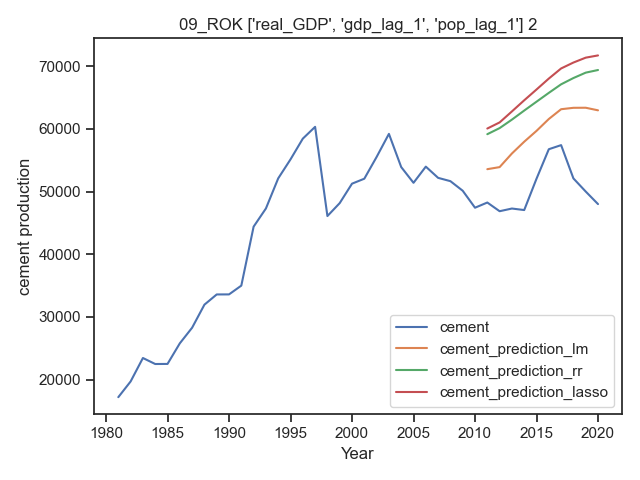 09_ROK ['real_GDP', 'gdp_lag_1', 'pop_lag_1'] 2
cement production
70000
60000
50000
40000
30000
20000
cement
cement_prediction_lm
cement_prediction_rr
cement_prediction_lasso
1980 1985 1990 1995 2000 2005 2010 2015 2020
Year